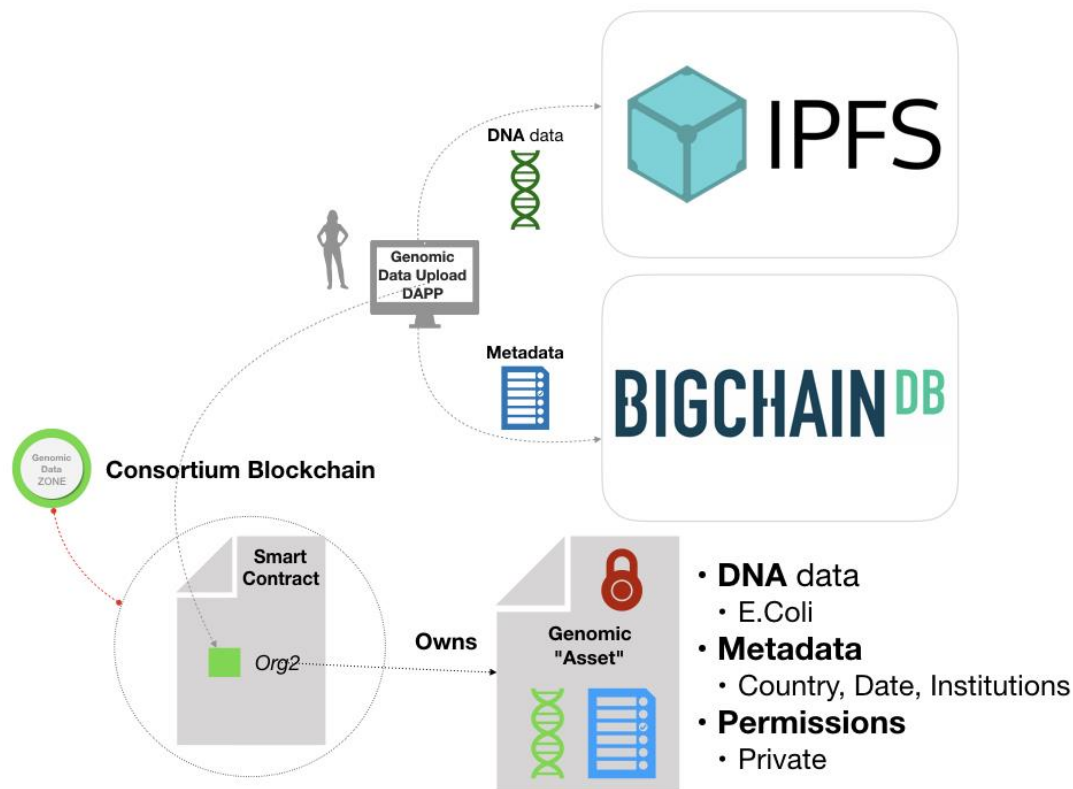 DNA data
IPFS
Genomic
Data Upload
DAPP
Metadata
BIGCHAIN DB
Genomic
Data
ZONE
Consortium Blockchain
Smart
Contract
Org2
Owns
Genomic
"Asset"
• DNA data
• E.Coli
• Metadata
• Country, Date, Institutions
• Permissions
• Private